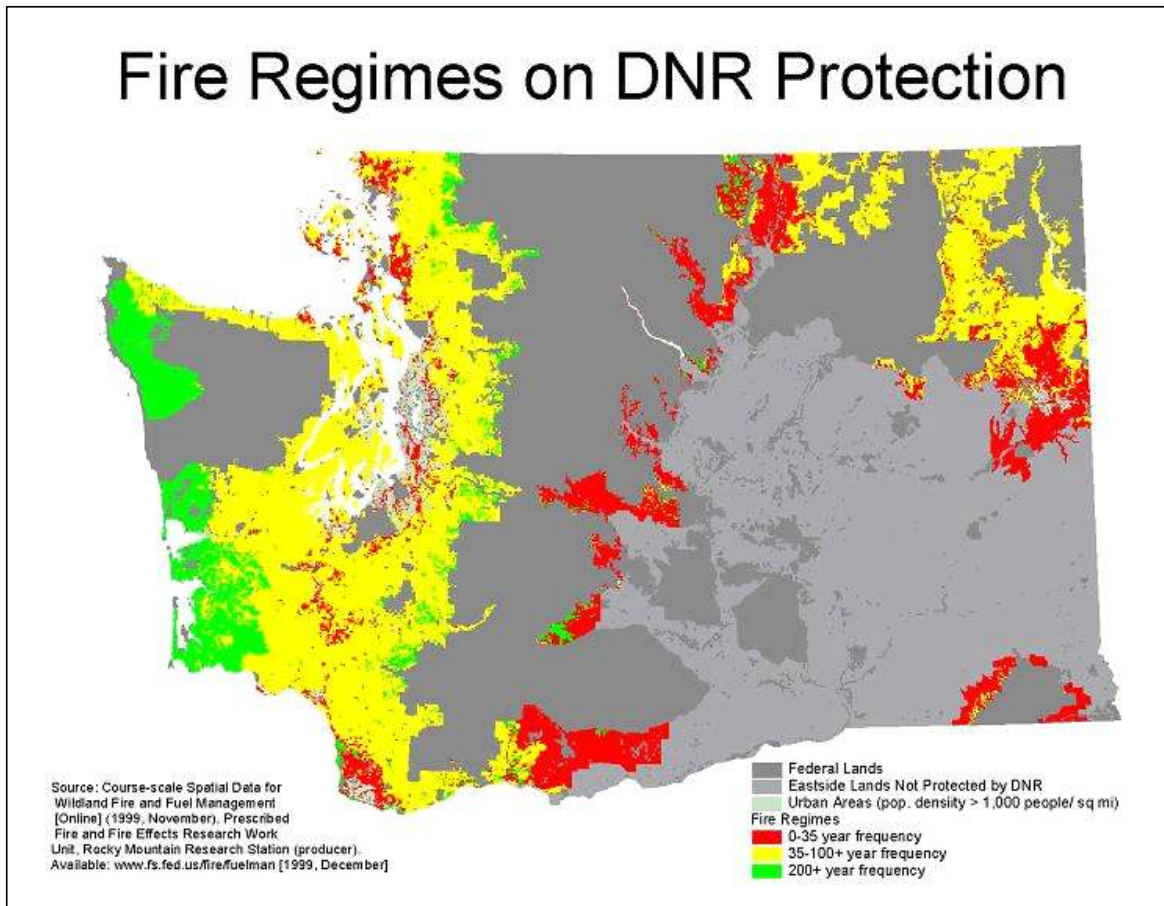 Fire Regimes on DNR Protection
Source: Course-scale Spatial Data for
Wildland Fire and Fuel Management
[Online] (1999, November). Prescribed
Fire and Fire Effects Research Work
Unit, Rocky Mountain Research Station (producer).
Available: www.fs.fed.us/fire/fuelman [1999, December]
Federal Lands
Eastside Lands Not Protected by DNR
Urban Areas (pop. density > 1,000 people/ sq mi)
Fire Regimes
0-35 year frequency
35-100+ year frequency
200+ year frequency